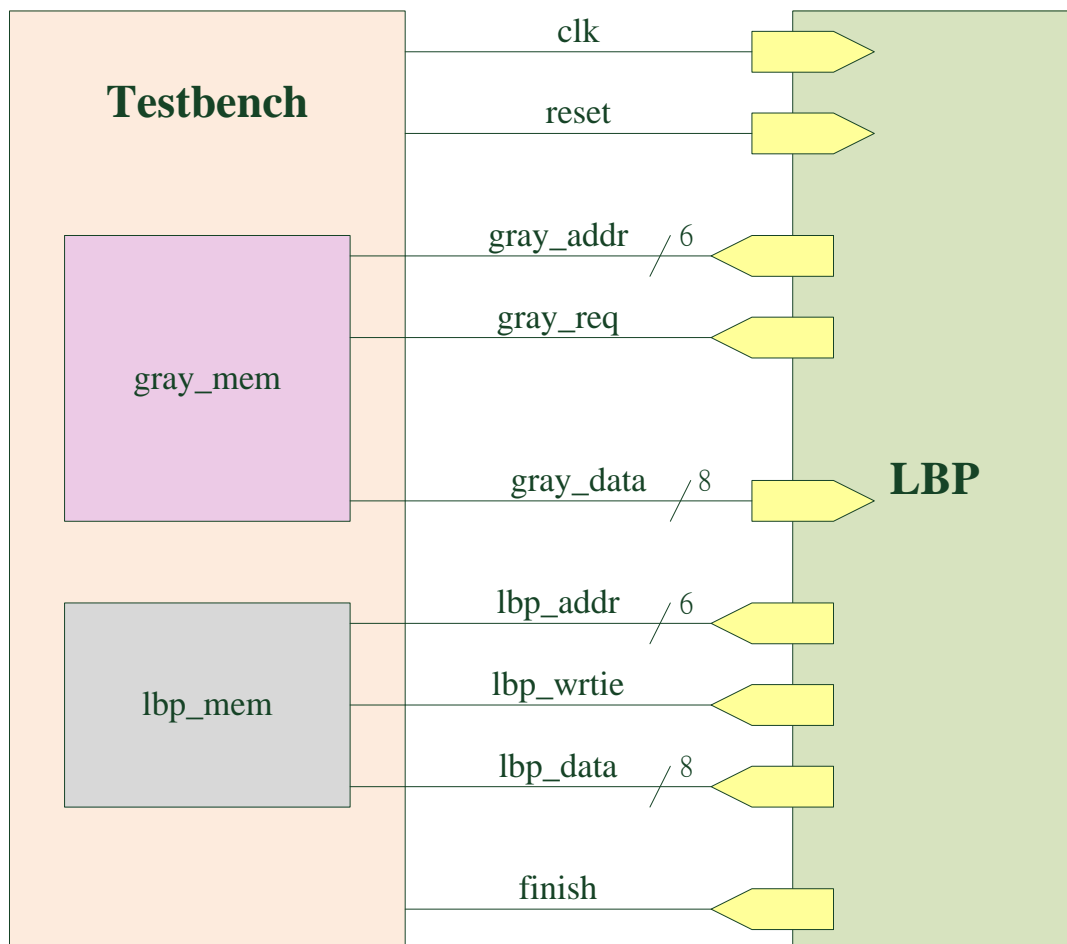 clk
Testbench
reset
gray_addr 6
gray_req
gray_mem
gray_data 8
LBP
lbp_addr 6
lbp_wrtie
lbp_mem
lbp_data 8
finish